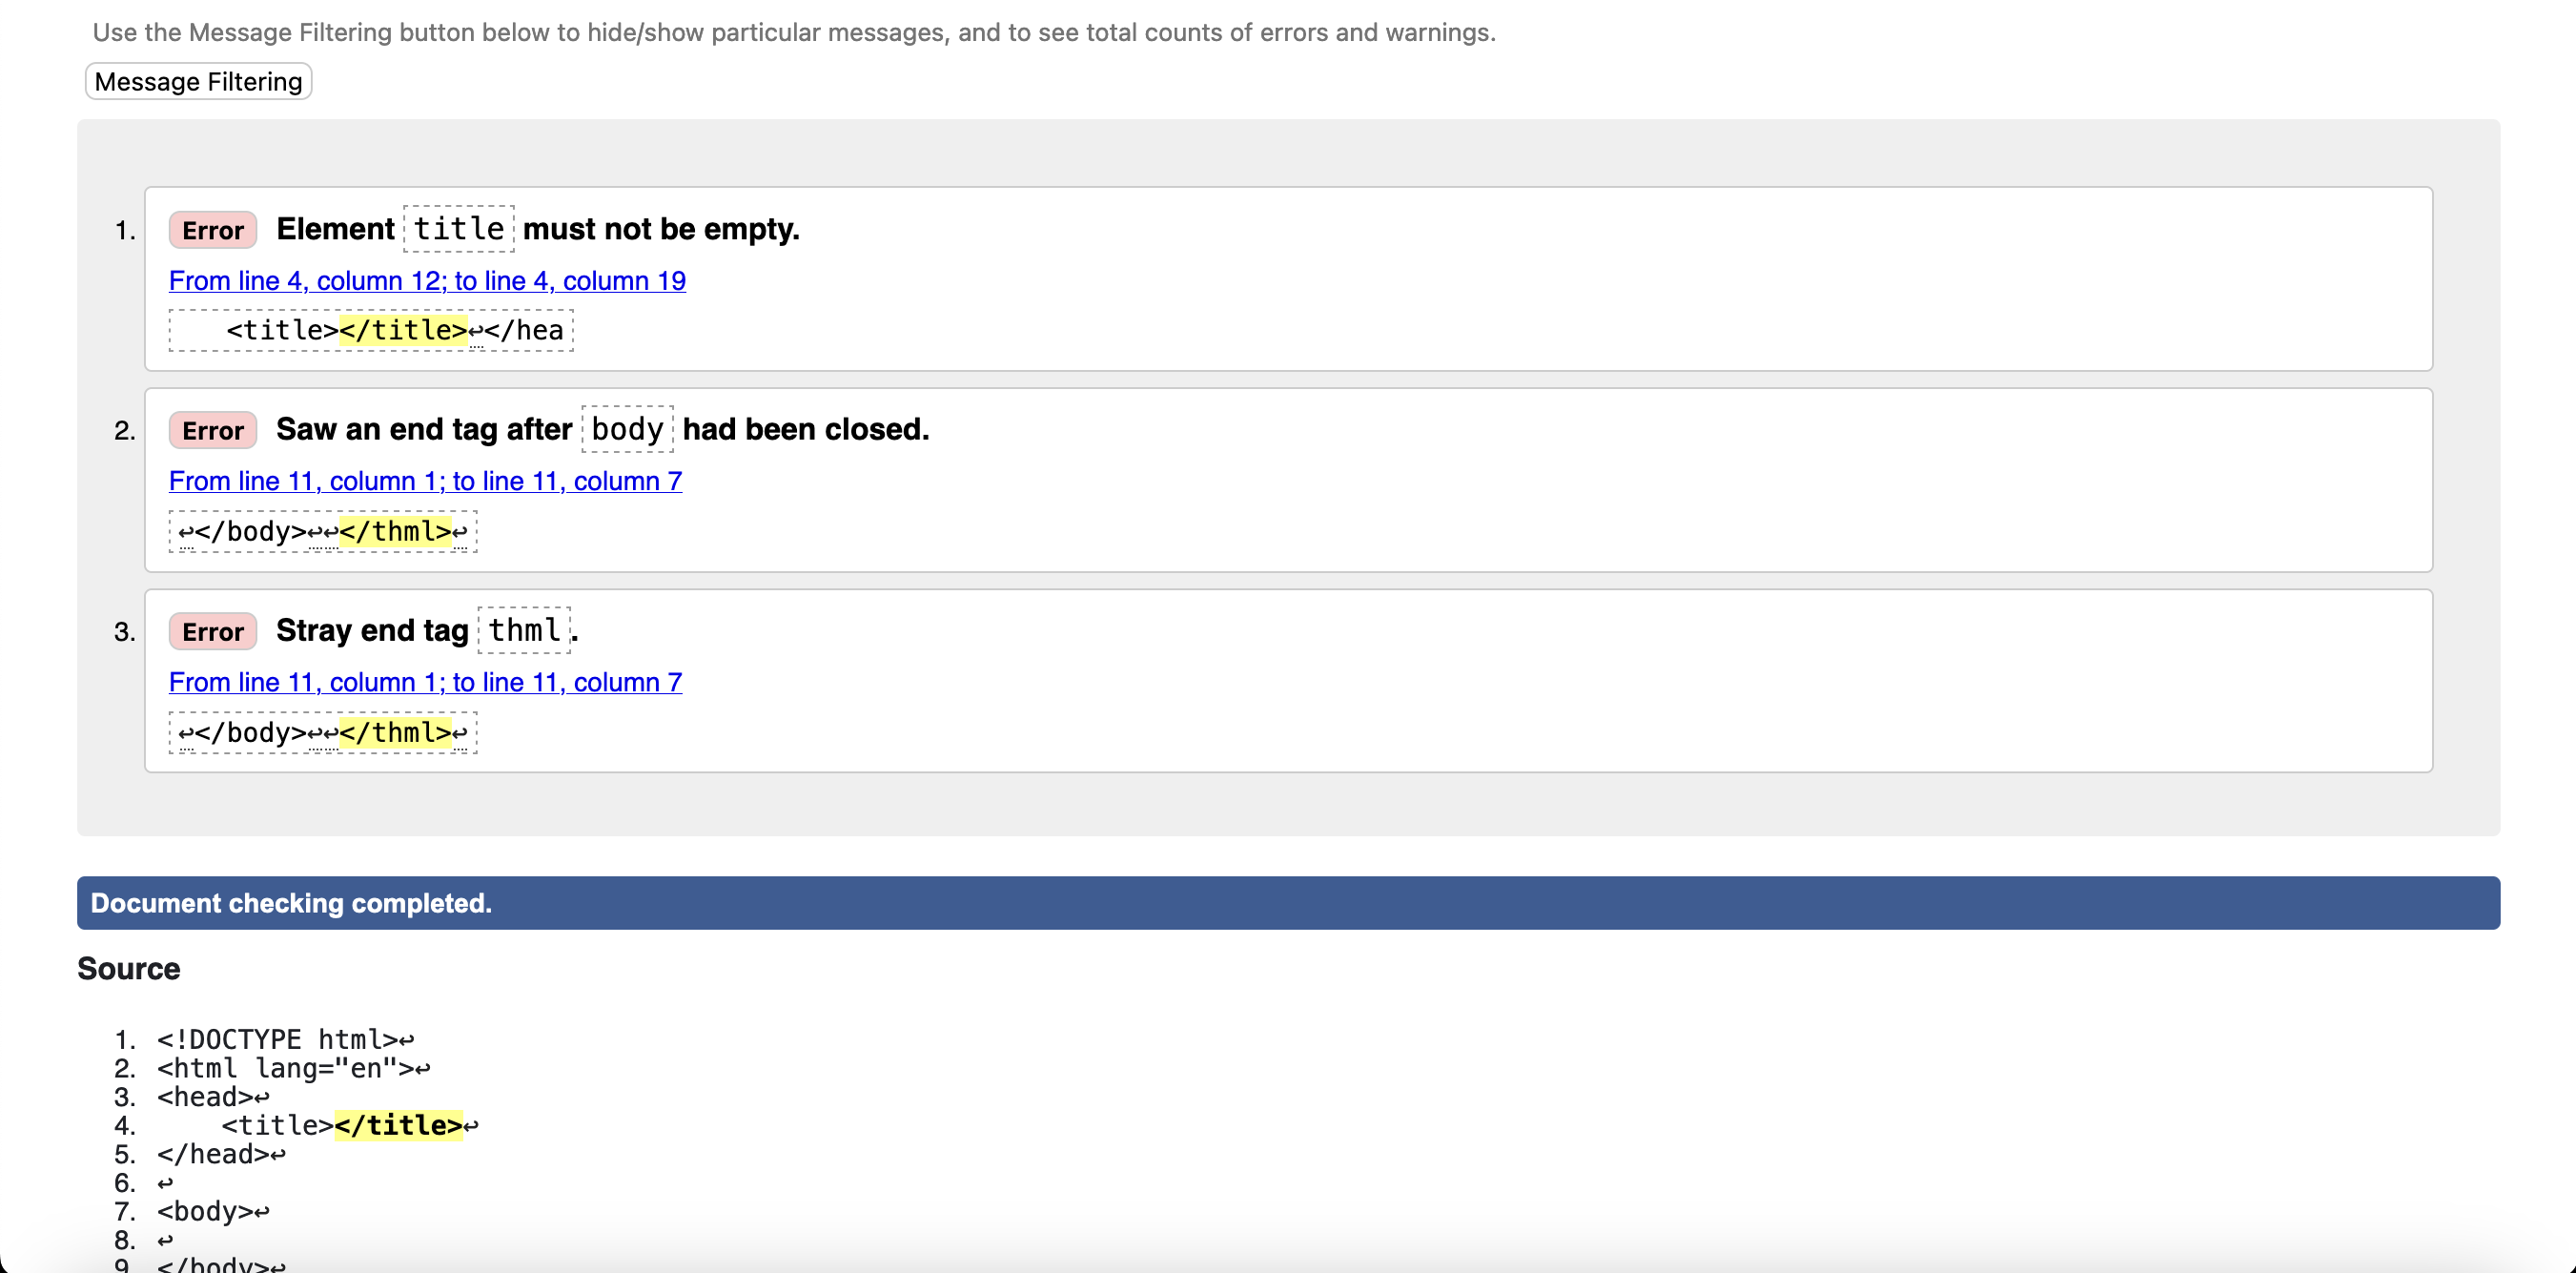 Use the Message Filtering button below to hide/show particular messages, and to see total counts of errors and warnings.
Message Filtering
1. Error Element title must not be empty.
From line 4, column 12; to line 4, column 19
<title></title>↩</hea
2. Error Saw an end tag after body had been closed.
From line 11, column 1; to line 11, column 7
↩</body>↩↩</thml>↩
3. Error Stray end tag thml.
From line 11, column 1; to line 11, column 7
↩</body>↩↩</thml>↩
Document checking completed.
Source
1. <!DOCTYPE html>↩
2. <html lang="en">↩
3. <head>↩
4.     <title></title>↩
5. </head>↩
6. ↩
7. <body>↩
8. ↩
9. </body>↩